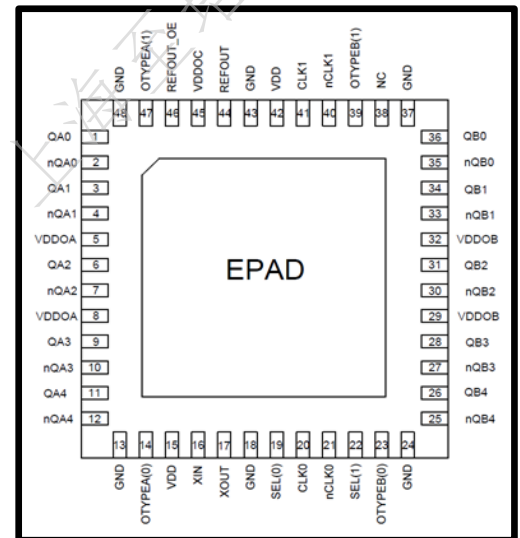 GND
OTYPEA(1)
REFOUT_OE
VDDOC
REFOUT
GND
VDD
CLK1
nCLK1
OTYPEB(1)
NC
GND
48 47 46 45 44 43 42 41 40 39 38 37
QA0 1
nQA0 2
QA1 3
nQA1 4
VDDOA 5
QA2 6
nQA2 7
VDDOA 8
QA3 9
nQA3 10
QA4 11
nQA4 12
EPAD
36 QB0
35 nQB0
34 QB1
33 nQB1
32 VDDOB
31 QB2
30 nQB2
29 VDDOB
28 QB3
27 nQB3
26 QB4
25 nQB4
13 14 15 16 17 18 19 20 21 22 23 24
GND
OTYPEA(0)
VDD
XIN
XOUT
GND
SEL(0)
CLK0
nCLK0
SEL(1)
OTYPEB(0)
GND
上海至